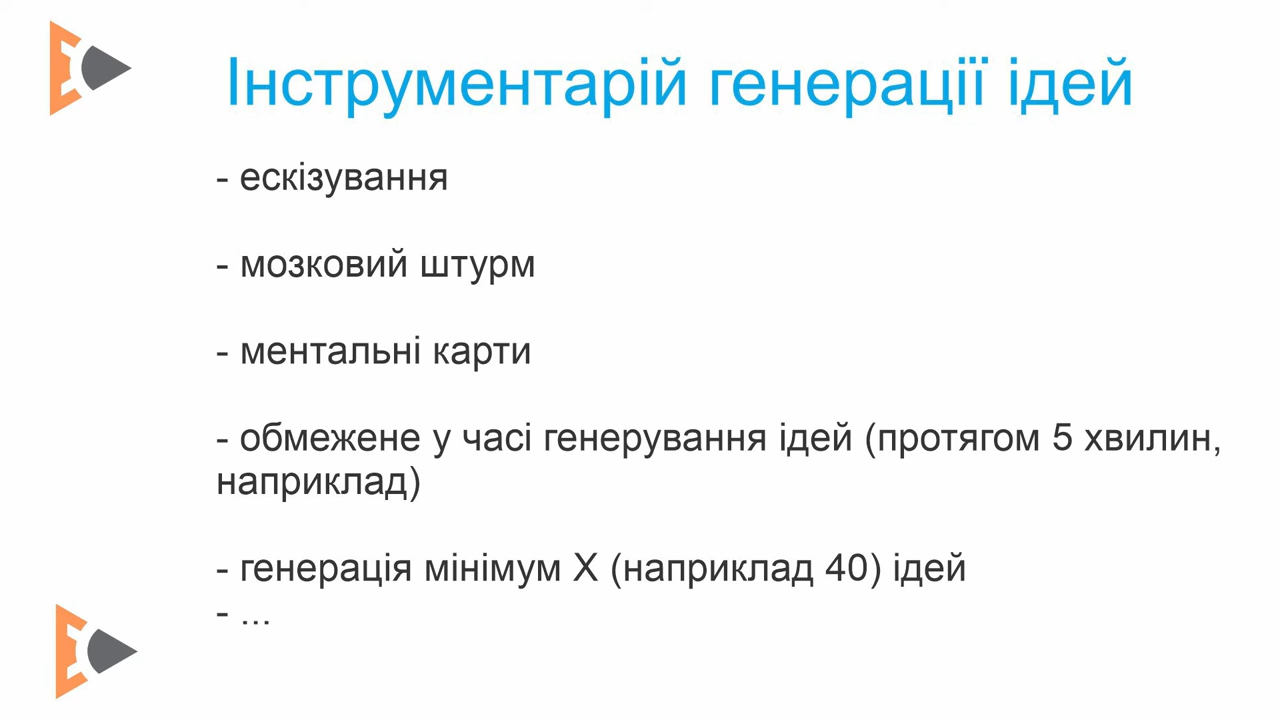 Інструментарій генерації ідей
- ескізування
- мозковий штурм
- ментальні карти
- обмежене у часі генерування ідей (протягом 5 хвилин,
наприклад)
- генерація мінімум Х (наприклад 40) ідей
- ...